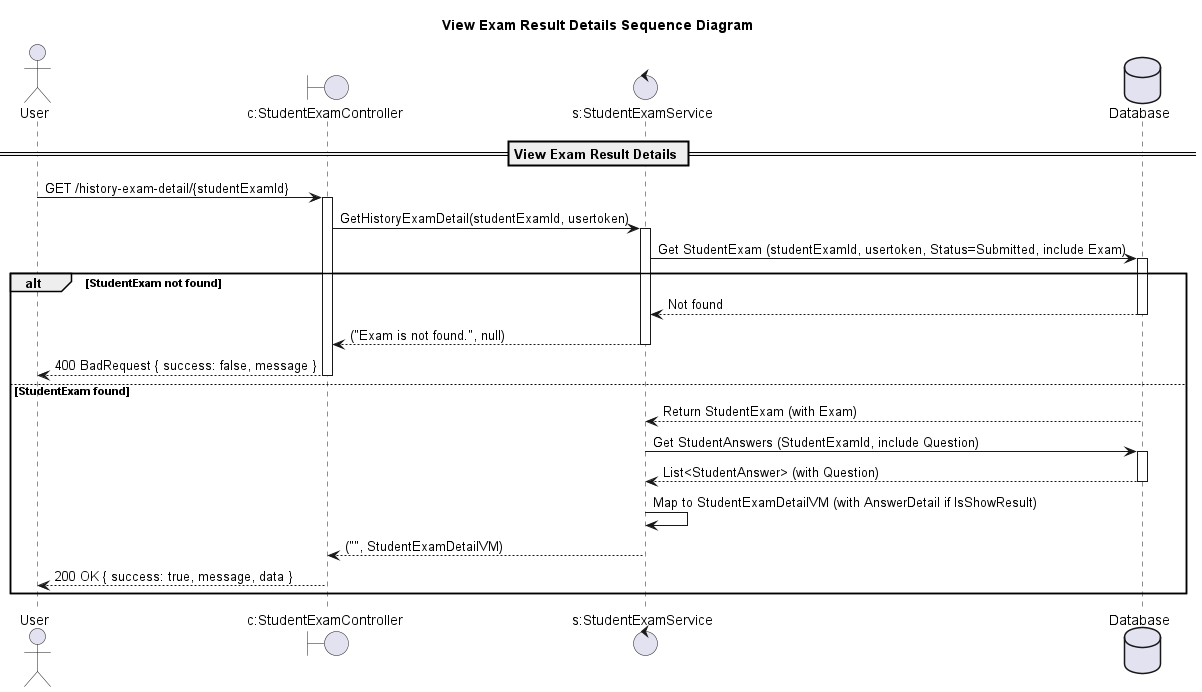 View Exam Result Details Sequence Diagram
User
c:StudentExamController
s:StudentExamService
Database
View Exam Result Details
GET /history-exam-detail/{studentExamId}
GetHistoryExamDetail(studentExamId, usertoken)
Get StudentExam (studentExamId, usertoken, Status=Submitted, include Exam)
alt
[StudentExam not found]
Not found
("Exam is not found.", null)
400 BadRequest { success: false, message }
[StudentExam found]
Return StudentExam (with Exam)
Get StudentAnswers (StudentExamId, include Question)
List<StudentAnswer> (with Question)
Map to StudentExamDetailVM (with AnswerDetail if IsShowResult)
("", StudentExamDetailVM)
200 OK { success: true, message, data }
User
c:StudentExamController
s:StudentExamService
Database